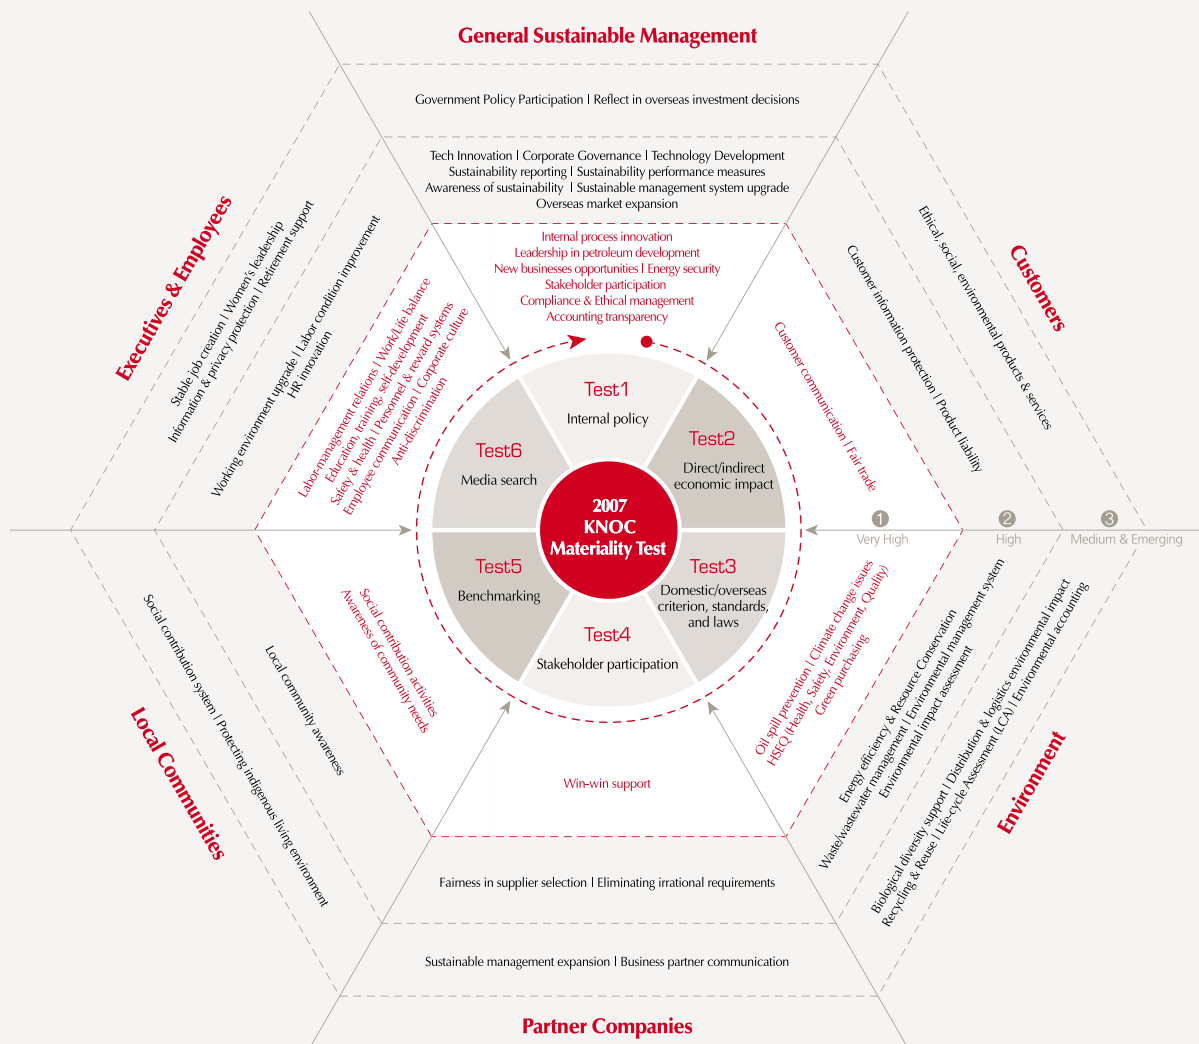 General Sustainable Management
Government Policy Participation | Reflect in overseas investment decisions
Tech Innovation | Corporate Governance | Technology Development
Sustainability reporting | Sustainability performance measures
Awareness of sustainability | Sustainable management system upgrade
Overseas market expansion
Internal process innovation
Leadership in petroleum development
New businesses opportunities | Energy security
Stakeholder participation
Compliance & Ethical management
Accounting transparency
Executives & Employees
Stable job creation | Women's leadership
Information & privacy protection | Retirement support
Working environment upgrade | Labor condition improvement
HR innovation
Labor-management relations | Work/Life balance
Education, training, self-development
Safety & health | Personnel & reward systems
Employee communication | Corporate culture
Anti-discrimination
Customers
Ethical, social, environmental products & services
Customer information protection | Product liability
Customer communication | Fair trade
Test1
Internal policy
Test2
Direct/indirect
economic impact
Test6
Media search
2007
KNOC
Materiality Test
1
Very High
2
High
3
Medium & Emerging
Test5
Benchmarking
Test3
Domestic/overseas
criterion, standards,
and laws
Test4
Stakeholder participation
Local Communities
Social contribution system | Protecting indigenous living environment
Local community awareness
Social contribution activities
Awareness of community needs
Oil spill prevention | Climate change issues
HSEQ (Health, Safety, Environment, Quality)
Green purchasing
Energy efficiency & Resource Conservation
Waste/wastewater management | Environmental management system
Environmental impact assessment
Biological diversity support | Distribution & logistics environmental impact
Recycling & Reuse | Life-cycle Assessment (LCA) | Environmental accounting
Environment
Win-win support
Fairness in supplier selection | Eliminating irrational requirements
Sustainable management expansion | Business partner communication
Partner Companies